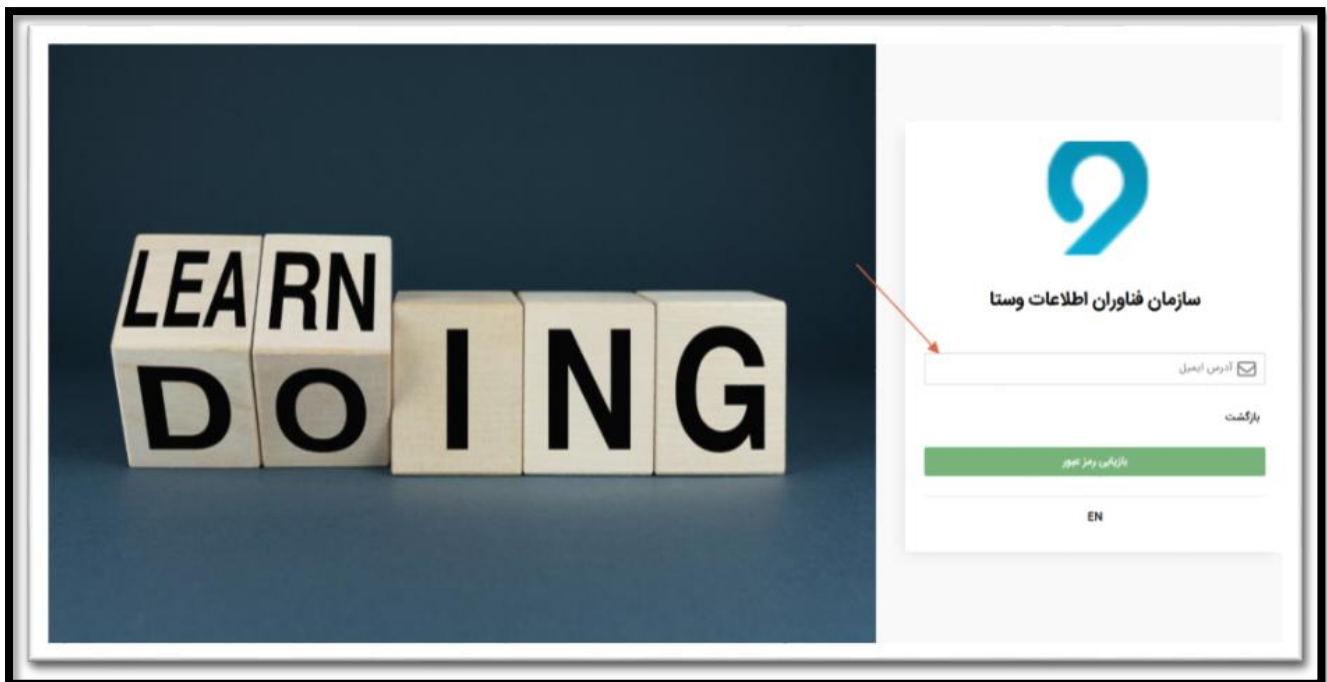 LEARN
DOING
سازمان فناوران اطلاعات وستا
آدرس ایمیل
بازگشت
بازیابی رمز عبور
EN